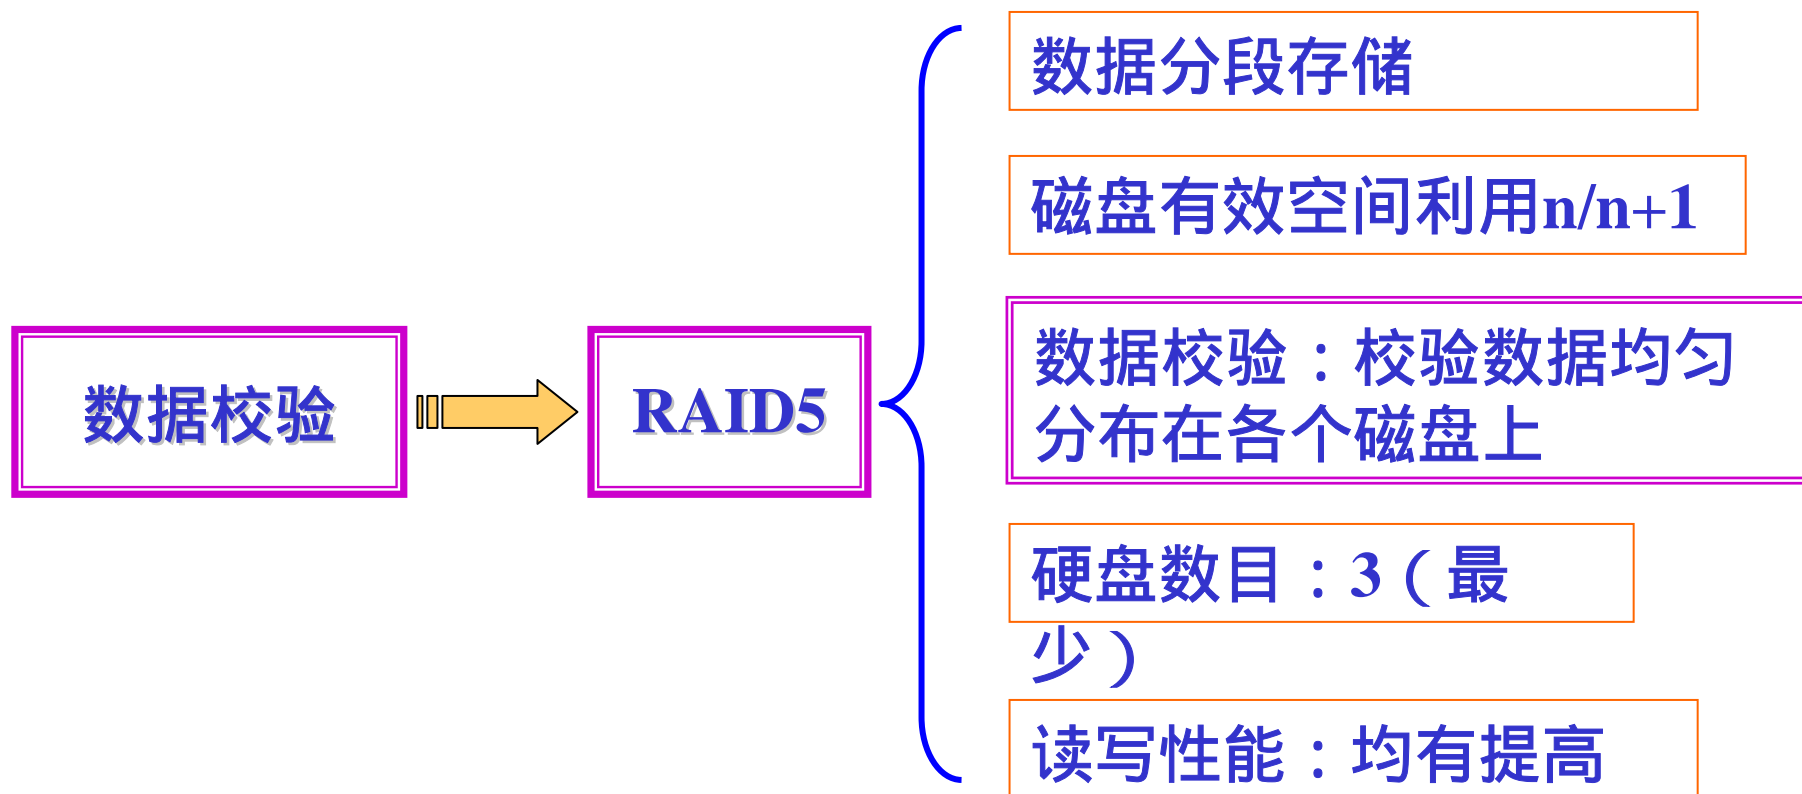 数据分段存储
磁盘有效空间利用n/n+1
数据校验：校验数据均匀
分布在各个磁盘上
数据校验
RAID5
硬盘数目：3（最
少）
读写性能：均有提高